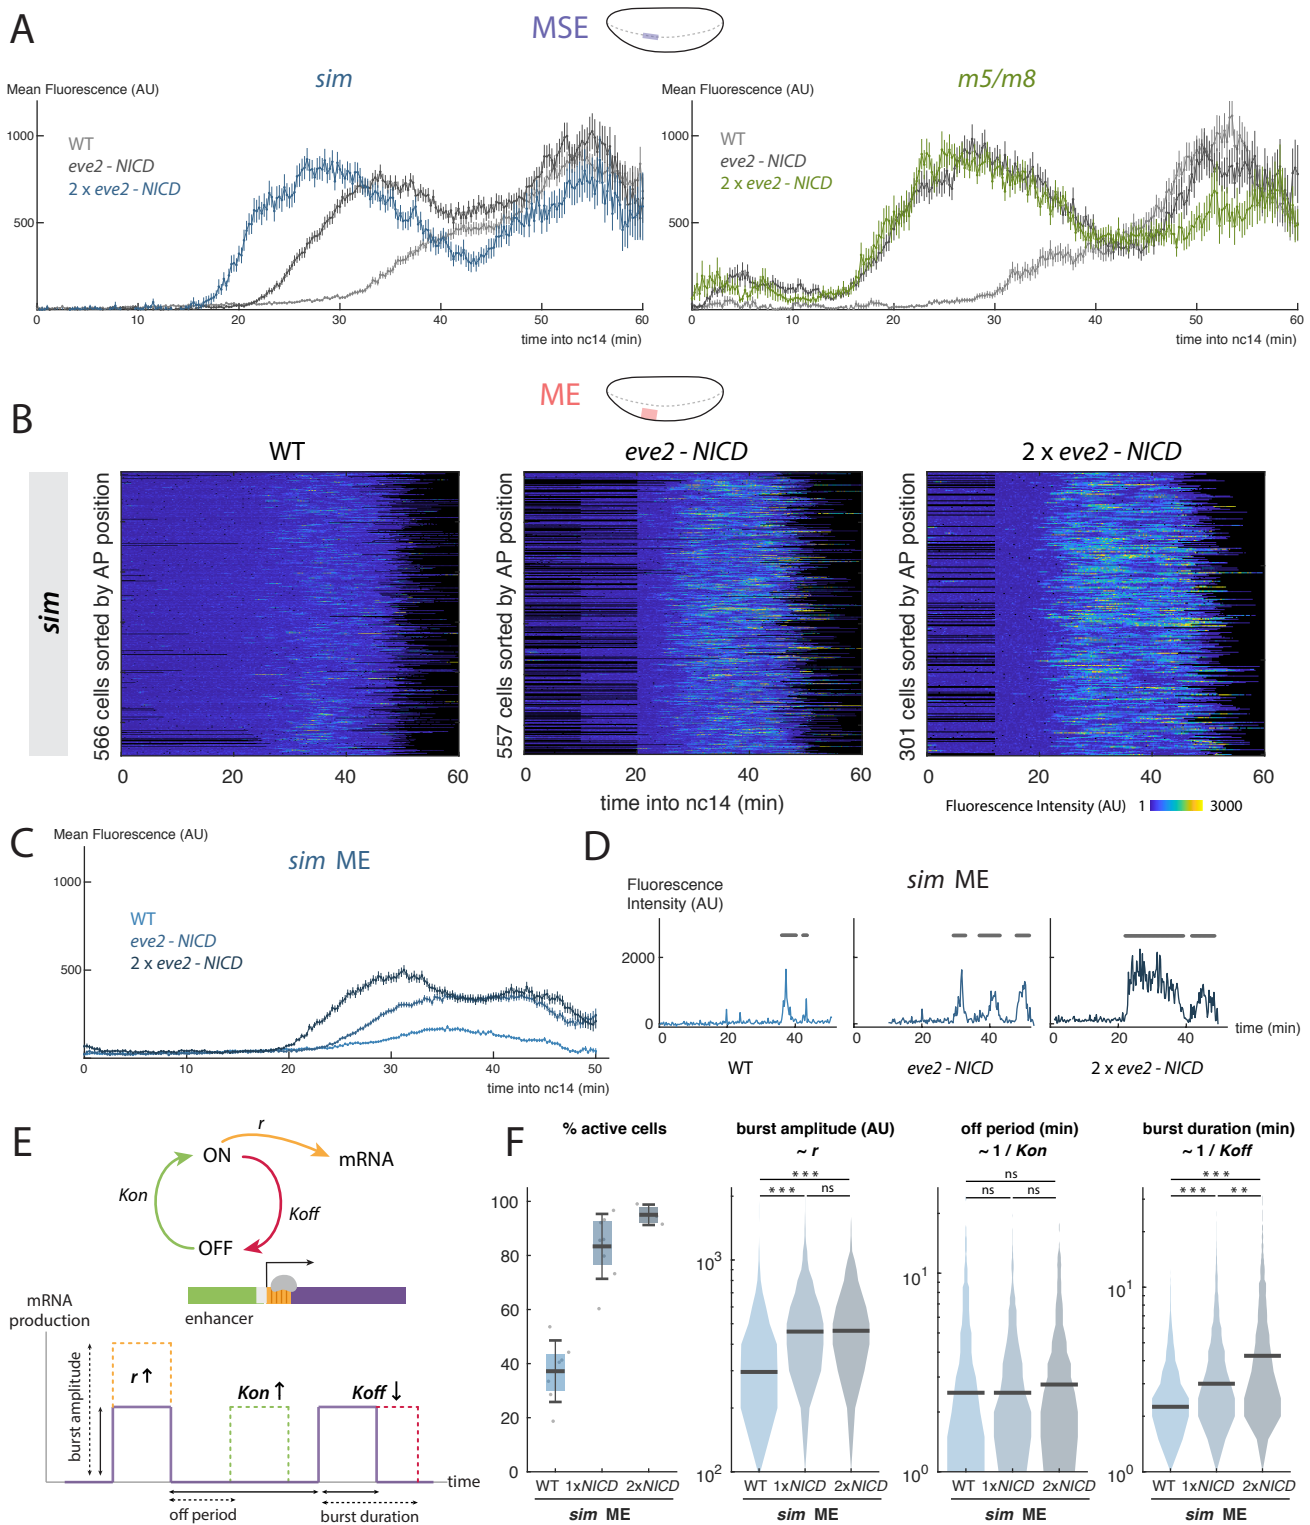 A
MSE
sim
m5/m8
Mean Fluorescence (AU)
Mean Fluorescence (AU)
1000
500
WT
eve2 - NICD
2 x eve2 - NICD
1000
500
WT
eve2 - NICD
2 x eve2 - NICD
0 10 20 30 40 50 60
time into nc14 (min)
0 10 20 30 40 50 60
time into nc14 (min)
ME
B
WT
eve2 - NICD
2 x eve2 - NICD
sim
566 cells sorted by AP position
557 cells sorted by AP position
301 cells sorted by AP position
0 20 40 60
0 20 40 60
0 20 40 60
time into nc14 (min)
Fluorescence Intensity (AU) 1 3000
C
Mean Fluorescence (AU)
sim ME
1000
500
WT
eve2 - NICD
2 x eve2 - NICD
0 10 20 30 40 50
time into nc14 (min)
D
sim ME
Fluorescence
Intensity (AU)
2000
0
0 20 40
0 20 40
0 20 40
time (min)
WT
eve2 - NICD
2 x eve2 - NICD
E
r
ON
mRNA
Kon
Koff
OFF
enhancer
mRNA
production
burst amplitude
r ↑
Kon ↑
Koff ↓
time
off period
burst duration
F
% active cells
100
80
60
40
20
0
WT 1xNICD 2xNICD
sim ME
burst amplitude (AU)
~ r
* * *
* * *
ns
10³
10²
WT 1xNICD 2xNICD
sim ME
off period (min)
~ 1 / Kon
ns
ns
ns
10¹
10⁰
WT 1xNICD 2xNICD
sim ME
burst duration (min)
~ 1 / Koff
* * *
* * *
* *
10¹
10⁰
WT 1xNICD 2xNICD
sim ME